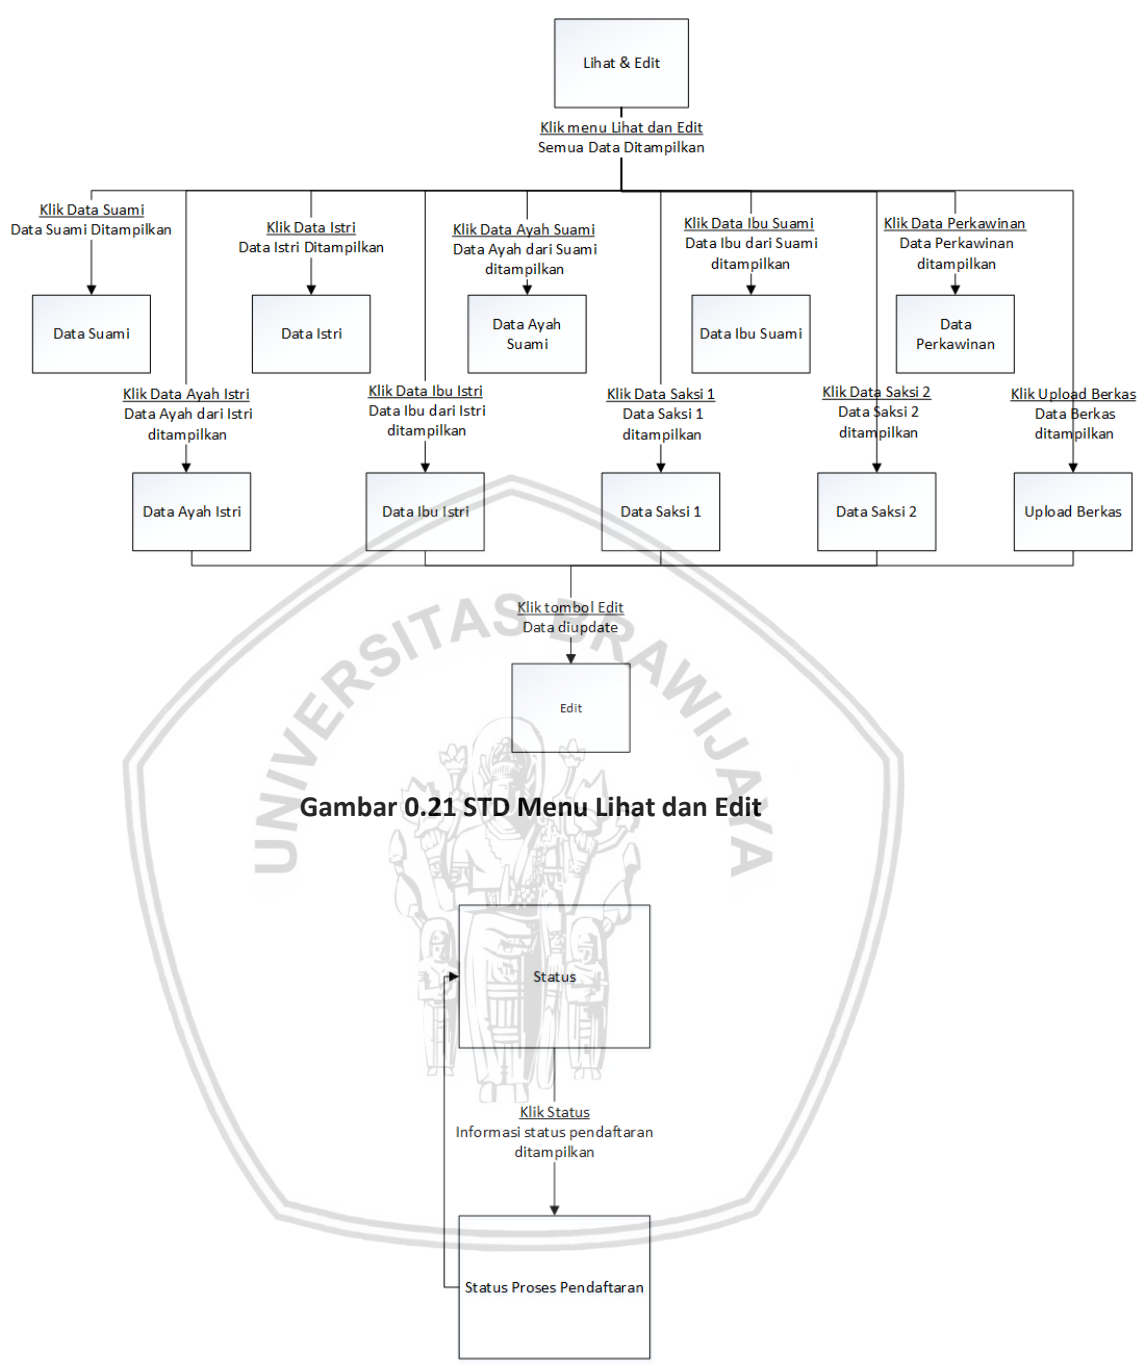 Lihat & Edit
Klik menu Lihat dan Edit
Semua Data Ditampilkan
Klik Data Suami
Data Suami Ditampilkan
Klik Data Istri
Data Istri Ditampilkan
Klik Data Ayah Suami
Data Ayah dari Suami
ditampilkan
Klik Data Ibu Suami
Data Ibu dari Suami
ditampilkan
Klik Data Perkawinan
Data Perkawinan
ditampilkan
Data Suami
Data Istri
Data Ayah
Suami
Data Ibu Suami
Data
Perkawinan
Klik Data Ayah Istri
Data Ayah dari Istri
ditampilkan
Klik Data Ibu Istri
Data Ibu dari Istri
ditampilkan
Klik Data Saksi 1
Data Saksi 1
ditampilkan
Klik Data Saksi 2
Data Saksi 2
ditampilkan
Klik Upload Berkas
Data Berkas
ditampilkan
Data Ayah Istri
Data Ibu Istri
Data Saksi 1
Data Saksi 2
Upload Berkas
Klik tombol Edit
Data diupdate
Edit
UNIVERSITAS BRAWIJAYA
Gambar 0.21 STD Menu Lihat dan Edit
Status
Klik Status
Informasi status pendaftaran
ditampilkan
Status Proses Pendaftaran